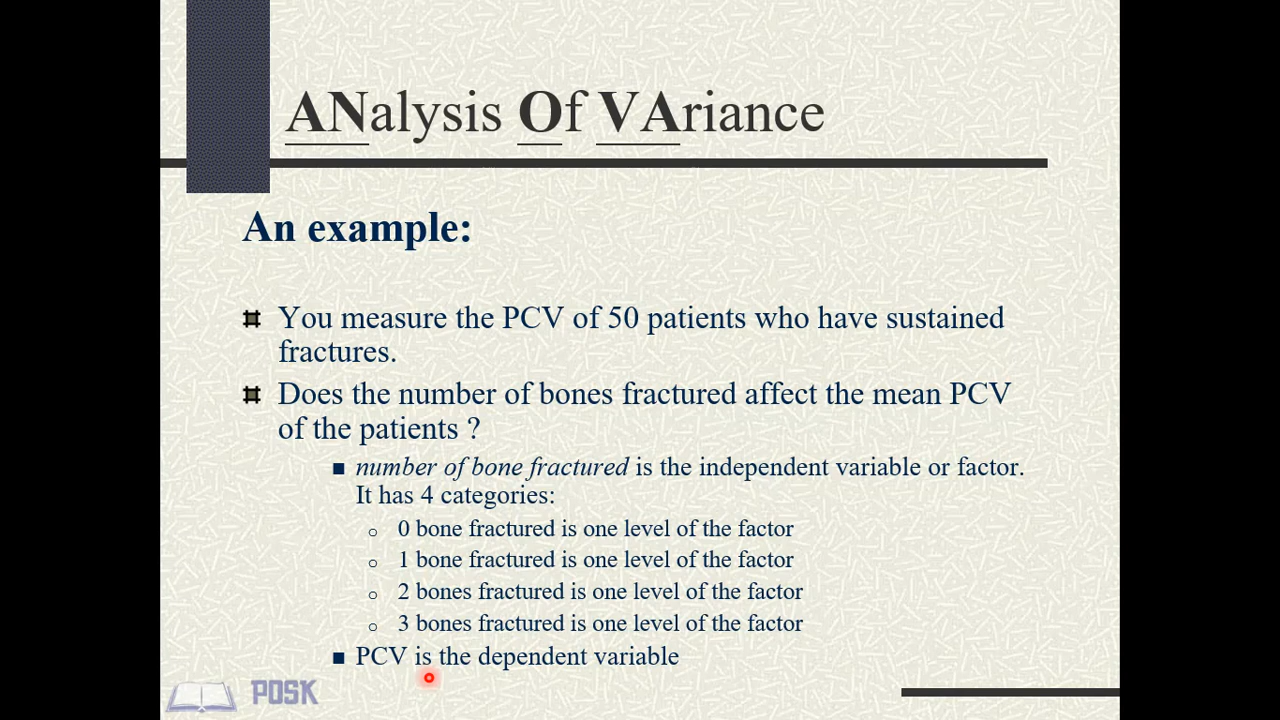 ANalysis Of VAriance
An example:
You measure the PCV of 50 patients who have sustained
fractures.
Does the number of bones fractured affect the mean PCV
of the patients ?
number of bone fractured is the independent variable or factor.
It has 4 categories:
0 bone fractured is one level of the factor
1 bone fractured is one level of the factor
2 bones fractured is one level of the factor
3 bones fractured is one level of the factor
PCV is the dependent variable
POSK